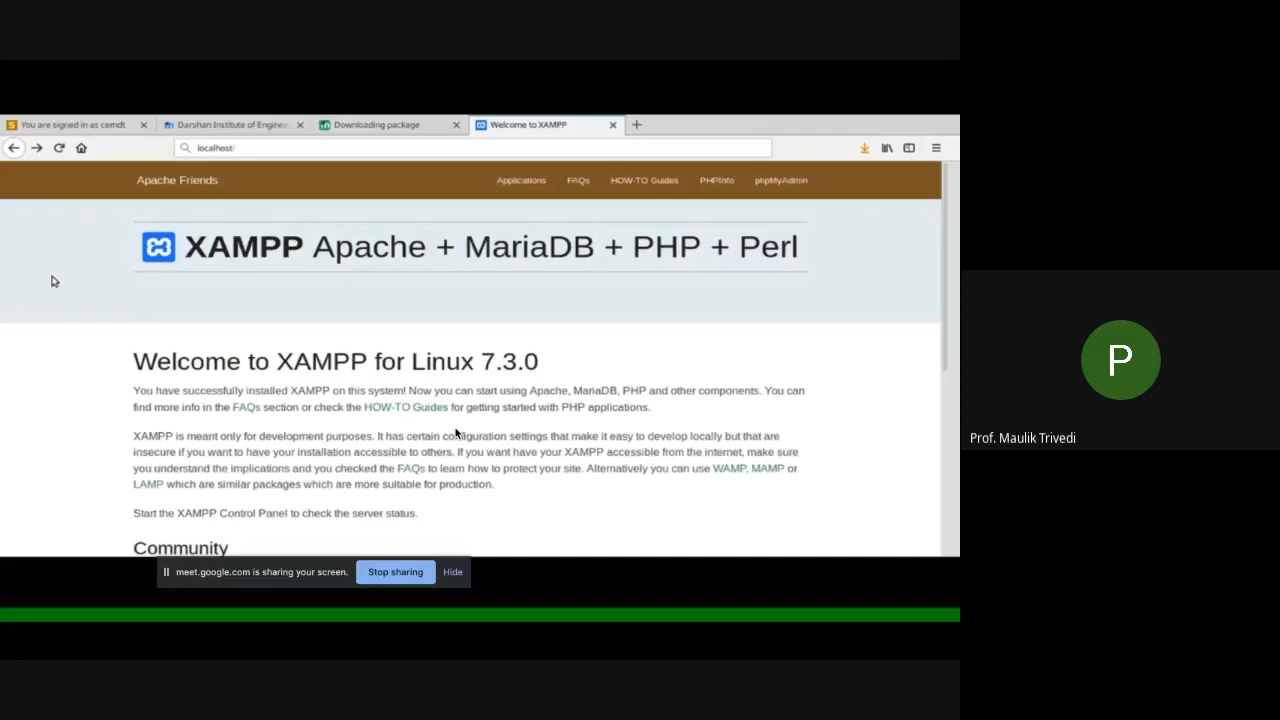 You are signed in as cemdt
Darshan Institute of Enginee
Downloading package
Welcome to XAMPP
localhost/
Apache Friends
Applications
FAQs
HOW-TO Guides
PHPInfo
phpMyAdmin
XAMPP Apache + MariaDB + PHP + Perl
Welcome to XAMPP for Linux 7.3.0
You have successfully installed XAMPP on this system! Now you can start using Apache, MariaDB, PHP and other components. You can
find more info in the FAQs section or check the HOW-TO Guides for getting started with PHP applications.
XAMPP is meant only for development purposes. It has certain configuration settings that make it easy to develop locally but that are
insecure if you want to have your installation accessible to others. If you want have your XAMPP accessible from the internet, make sure
you understand the implications and you checked the FAQs to learn how to protect your site. Alternatively you can use WAMP, MAMP or
LAMP which are similar packages which are more suitable for production.
Start the XAMPP Control Panel to check the server status.
Community
meet.google.com is sharing your screen.
Stop sharing
Hide
P
Prof. Maulik Trivedi